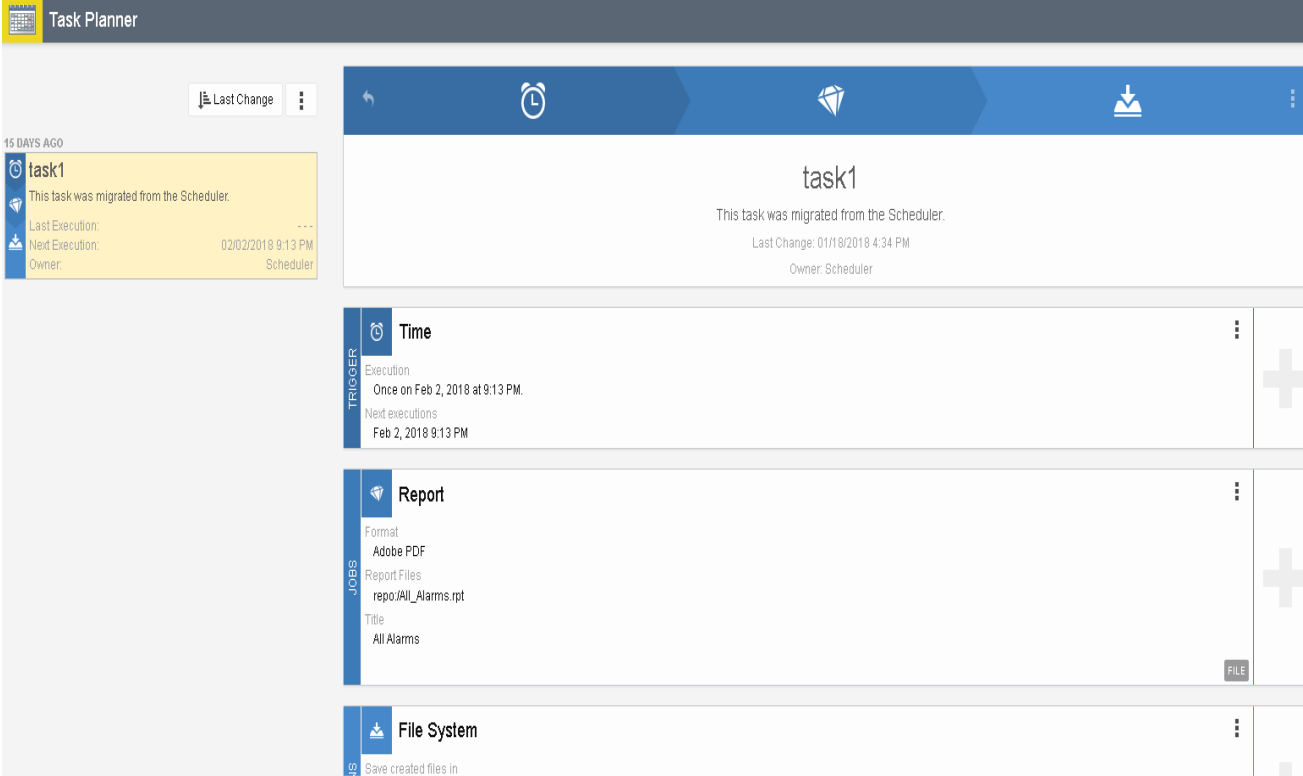 Task Planner
Last Change
15 DAYS AGO
task1
This task was migrated from the Scheduler.
Last Execution: ---
Next Execution: 02/02/2018 9:13 PM
Owner: Scheduler
task1
This task was migrated from the Scheduler.
Last Change: 01/18/2018 4:34 PM
Owner: Scheduler
TRIGGER
Time
Execution
Once on Feb 2, 2018 at 9:13 PM.
Next executions
Feb 2, 2018 9:13 PM
JOBS
Report
Format
Adobe PDF
Report Files
repo:/All_Alarms.rpt
Title
All Alarms
FILE
File System
Save created files in